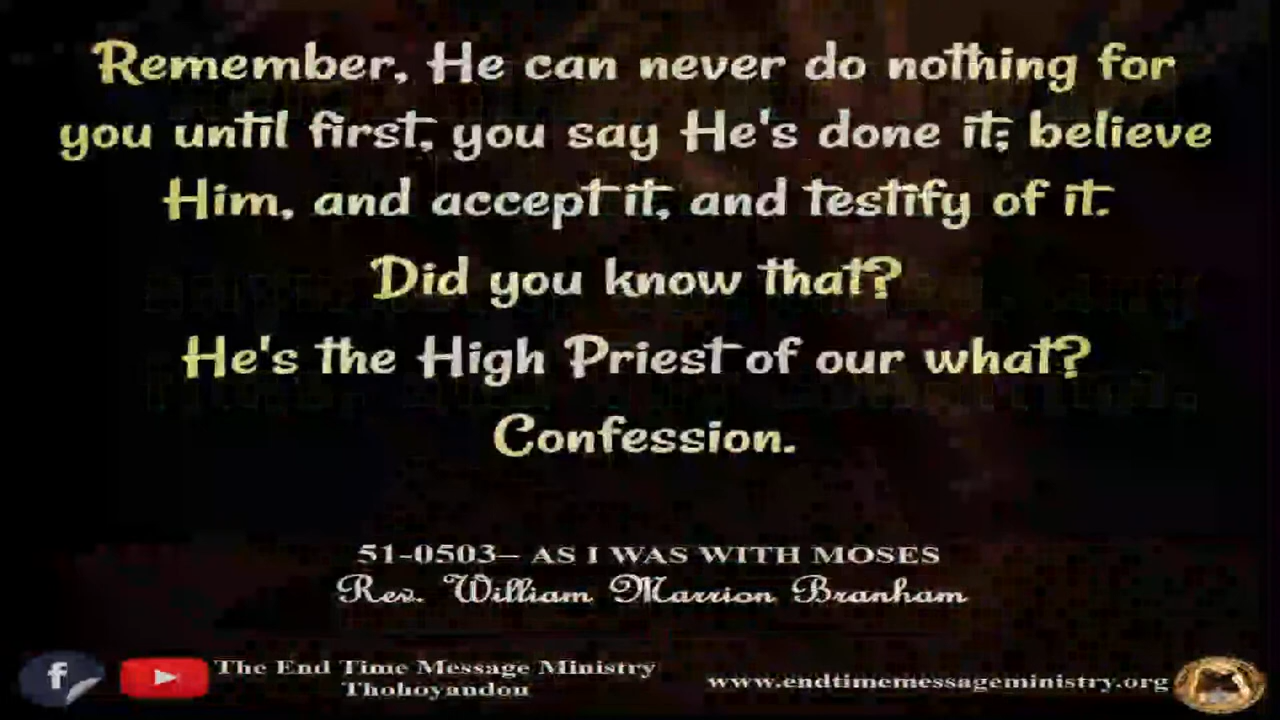 Remember, He can never do nothing for
you until first, you say He's done it; believe
Him, and accept it, and testify of it.
Did you know that?
He's the High Priest of our what?
Confession.
51-0503– AS I WAS WITH MOSES
Rev. William Marrion Branham
The End Time Message Ministry
Thohoyandou
www.endtimemessageministry.org